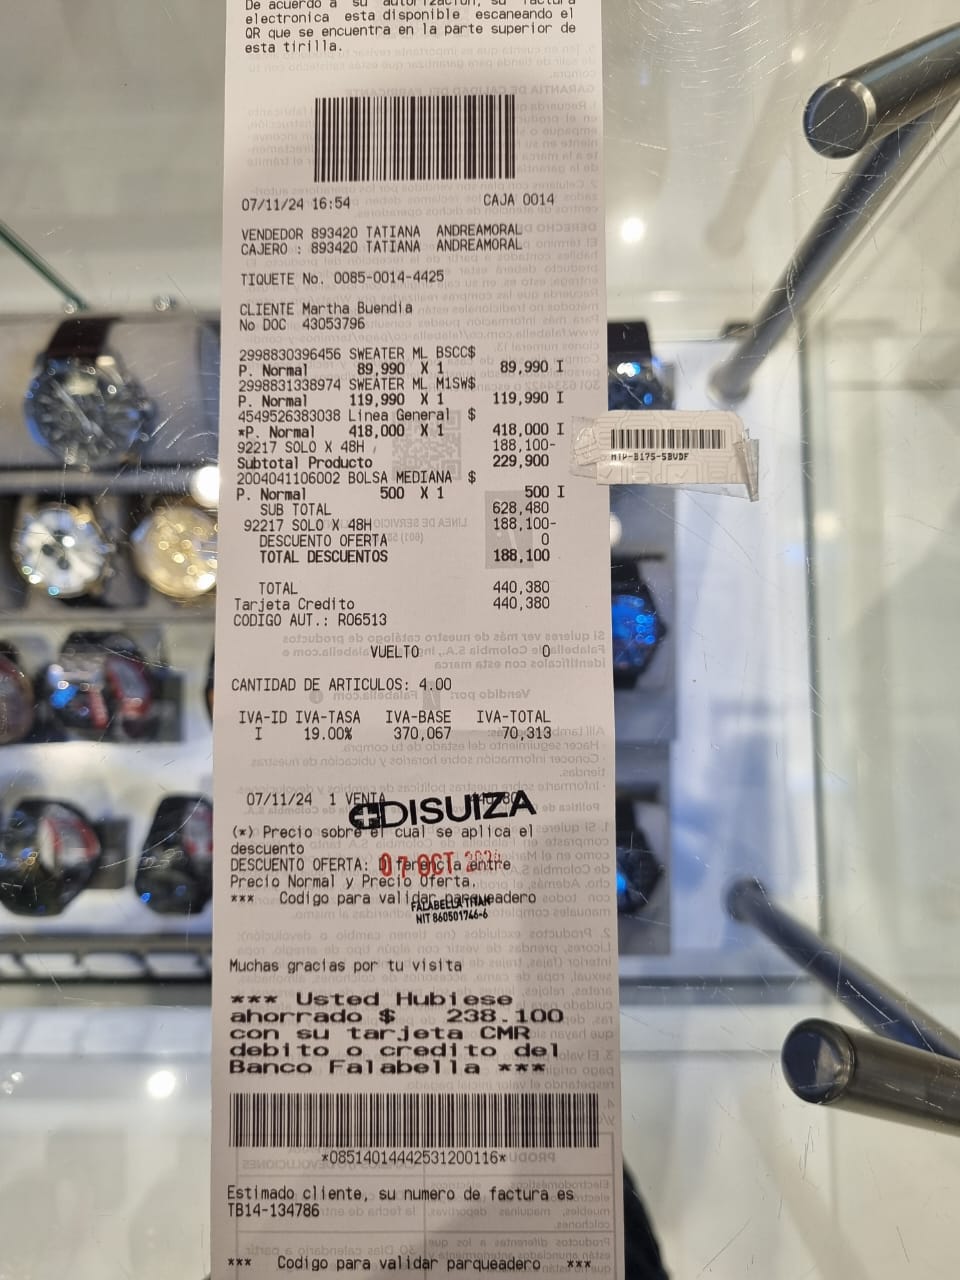 De acuerdo a su autorización, su factura
electronica esta disponible escaneando el
QR que se encuentra en la parte superior de
esta tirilla.
07/11/24 16:54 CAJA 0014
VENDEDOR 893420 TATIANA ANDREAMORAL
CAJERO : 893420 TATIANA ANDREAMORAL
TIQUETE No. 0085-0014-4425
CLIENTE Martha Buendia
No DOC 43053796
2998830396456 SWEATER ML BSCC$
P. Normal 89,990 X 1 89,990 I
2998831338974 SWEATER ML M1SW$
P. Normal 119,990 X 1 119,990 I
4549526383038 Linea General $
*P. Normal 418,000 X 1 418,000 I
92217 SOLO X 48H 188,100-
Subtotal Producto 229,900
2004041106002 BOLSA MEDIANA $
P. Normal 500 X 1 500 I
SUB TOTAL 628,480
92217 SOLO X 48H 188,100-
DESCUENTO OFERTA 0
TOTAL DESCUENTOS 188,100
TOTAL 440,380
Tarjeta Credito 440,380
CODIGO AUT.: R06513
VUELTO 0
CANTIDAD DE ARTICULOS: 4.00
IVA-ID IVA-TASA IVA-BASE IVA-TOTAL
I 19.00% 370,067 70,313
07/11/24 1 VENTA
DISUIZA
(*) Precio sobre el cual se aplica el
descuento
DESCUENTO OFERTA: Diferencia entre
07 OCT
Precio Normal y Precio Oferta.
*** Codigo para validar parqueadero
FALABELLA
NIT 860501746-6
Muchas gracias por tu visita
*** Usted Hubiese
ahorrado $ 238.100
con su tarjeta CMR
debito o credito del
Banco Falabella ***
*08514014442531200116*
Estimado cliente, su numero de factura es
TB14-134786
*** Codigo para validar parqueadero ***
MTP-B175-5BVDF